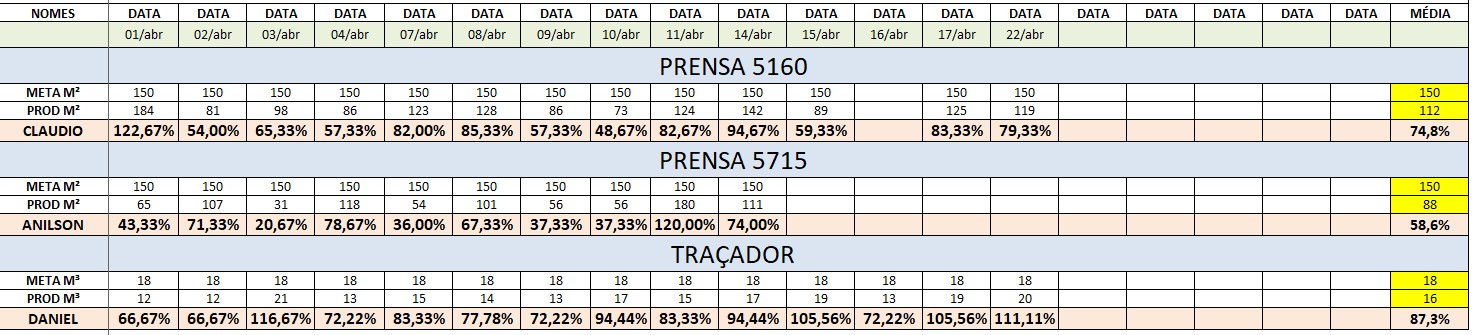 NOMES DATA DATA DATA DATA DATA DATA DATA DATA DATA DATA DATA DATA DATA DATA DATA DATA DATA DATA DATA MÉDIA
01/abr 02/abr 03/abr 04/abr 07/abr 08/abr 09/abr 10/abr 11/abr 14/abr 15/abr 16/abr 17/abr 22/abr
PRENSA 5160
META M² 150 150 150 150 150 150 150 150 150 150 150 150 150 150
PROD M² 184 81 98 86 123 128 86 73 124 142 89 125 119 112
CLAUDIO 122,67% 54,00% 65,33% 57,33% 82,00% 85,33% 57,33% 48,67% 82,67% 94,67% 59,33% 83,33% 79,33% 74,8%
PRENSA 5715
META M² 150 150 150 150 150 150 150 150 150 150 150
PROD M² 65 107 31 118 54 101 56 56 180 111 88
ANILSON 43,33% 71,33% 20,67% 78,67% 36,00% 67,33% 37,33% 37,33% 120,00% 74,00% 58,6%
TRAÇADOR
META M³ 18 18 18 18 18 18 18 18 18 18 18 18 18 18 18
PROD M³ 12 12 21 13 15 14 13 17 15 17 19 13 19 20 16
DANIEL 66,67% 66,67% 116,67% 72,22% 83,33% 77,78% 72,22% 94,44% 83,33% 94,44% 105,56% 72,22% 105,56% 111,11% 87,3%